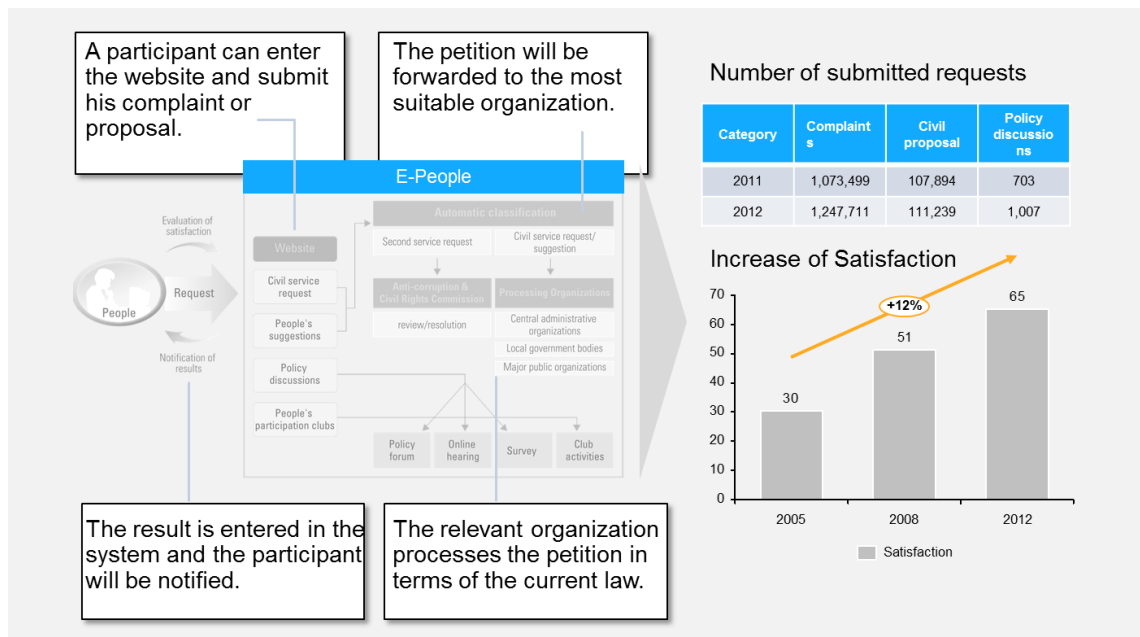 A participant can enter
the website and submit
his complaint or
proposal.
The petition will be
forwarded to the most
suitable organization.
E-People
Automatic classification
Second service request
Civil service request/
suggestion
Anti-corruption &
Civil Rights Commission
Processing Organizations
review/resolution
Central administrative
organizations
Local government bodies
Major public organizations
Website
Civil service
request
People's
suggestions
Policy
discussions
People's
participation clubs
Policy
forum
Online
hearing
Survey
Club
activities
Evaluation of
satisfaction
People
Request
Notification of
results
The result is entered in the
system and the participant
will be notified.
The relevant organization
processes the petition in
terms of the current law.
Number of submitted requests
Category
Complaint
s
Civil
proposal
Policy
discussio
ns
2011 1,073,499 107,894 703
2012 1,247,711 111,239 1,007
Increase of Satisfaction
70
60
50
40
30
20
10
0
+12%
30
51
65
2005 2008 2012
Satisfaction